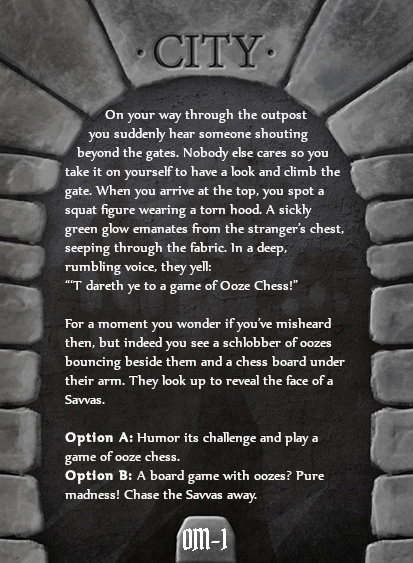 ·CITY·
On your way through the outpost
you suddenly hear someone shouting
beyond the gates. Nobody else cares so you
take it on yourself to have a look and climb the
gate. When you arrive at the top, you spot a
squat figure wearing a torn hood. A sickly
green glow emanates from the stranger's chest,
seeping through the fabric. In a deep,
rumbling voice, they yell:
“‘T dareth ye to a game of Ooze Chess!”
For a moment you wonder if you've misheard
then, but indeed you see a schlobber of oozes
bouncing beside them and a chess board under
their arm. They look up to reveal the face of a
Savvas.
Option A: Humor its challenge and play a
game of ooze chess.
Option B: A board game with oozes? Pure
madness! Chase the Savvas away.
OM-1